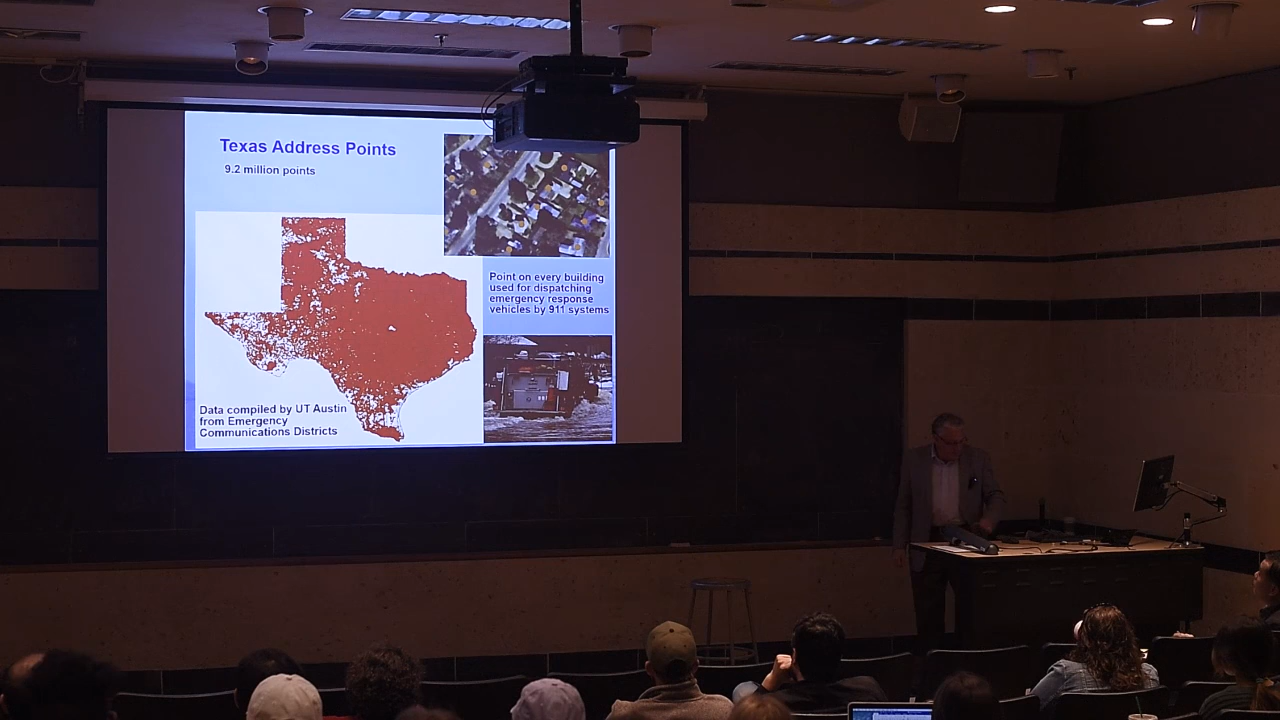 Texas Address Points
9.2 million points
Point on every building
used for dispatching
emergency response
vehicles by 911 systems
Data compiled by UT Austin
from Emergency
Communications Districts